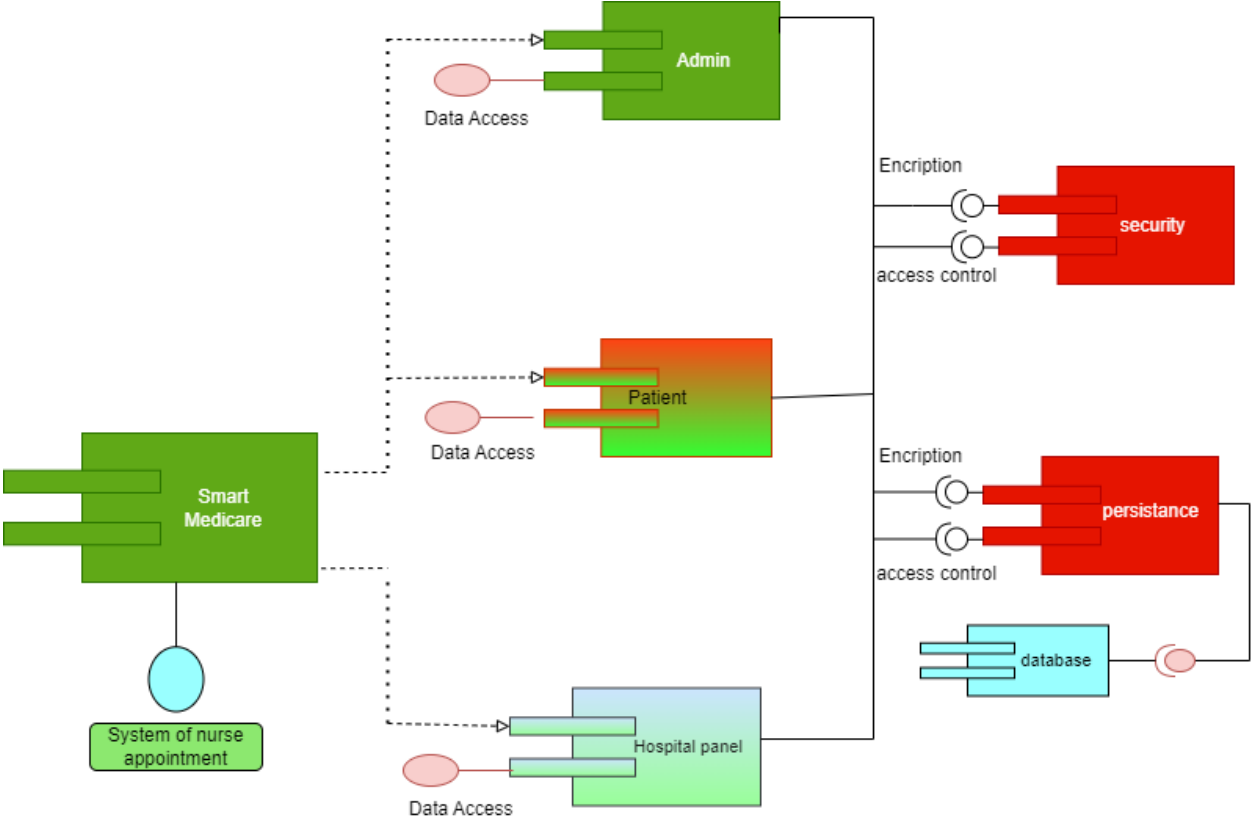 Admin
Data Access
Encription
security
access control
Patient
Data Access
Encription
Smart
Medicare
persistance
access control
database
System of nurse
appointment
Hospital panel
Data Access